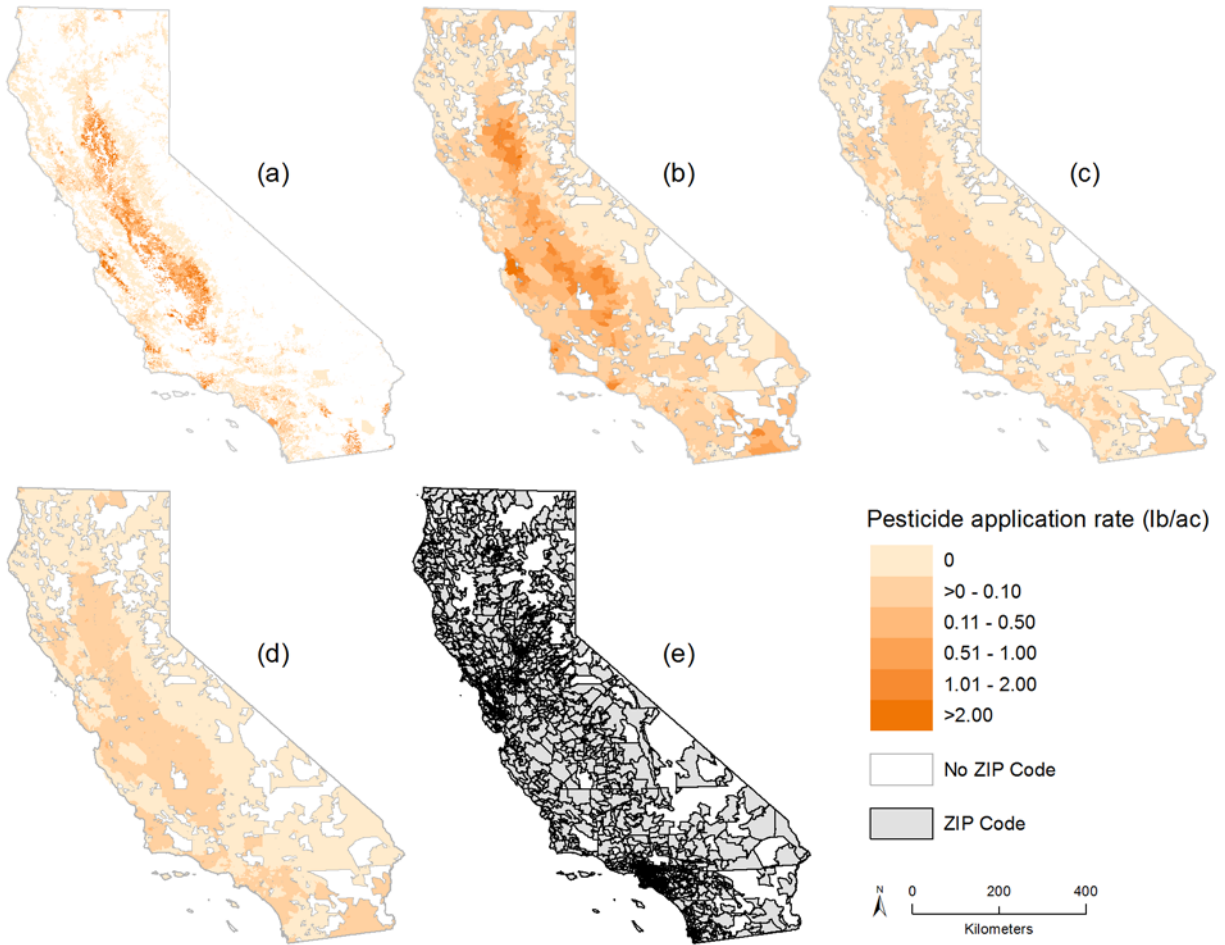 (a)
(b)
(c)
(d)
(e)
Pesticide application rate (lb/ac)
0
>0 - 0.10
0.11 - 0.50
0.51 - 1.00
1.01 - 2.00
>2.00
No ZIP Code
ZIP Code
N
0 200 400
Kilometers